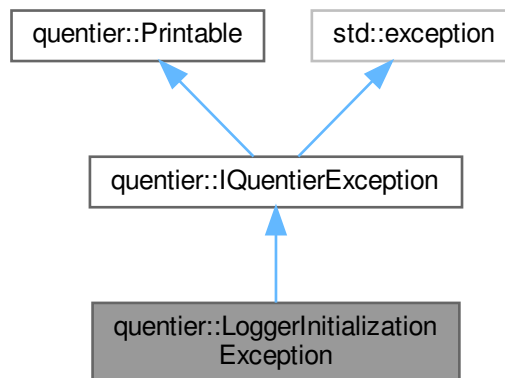 quentier::Printable
std::exception
quentier::IQuentierException
quentier::LoggerInitialization
Exception